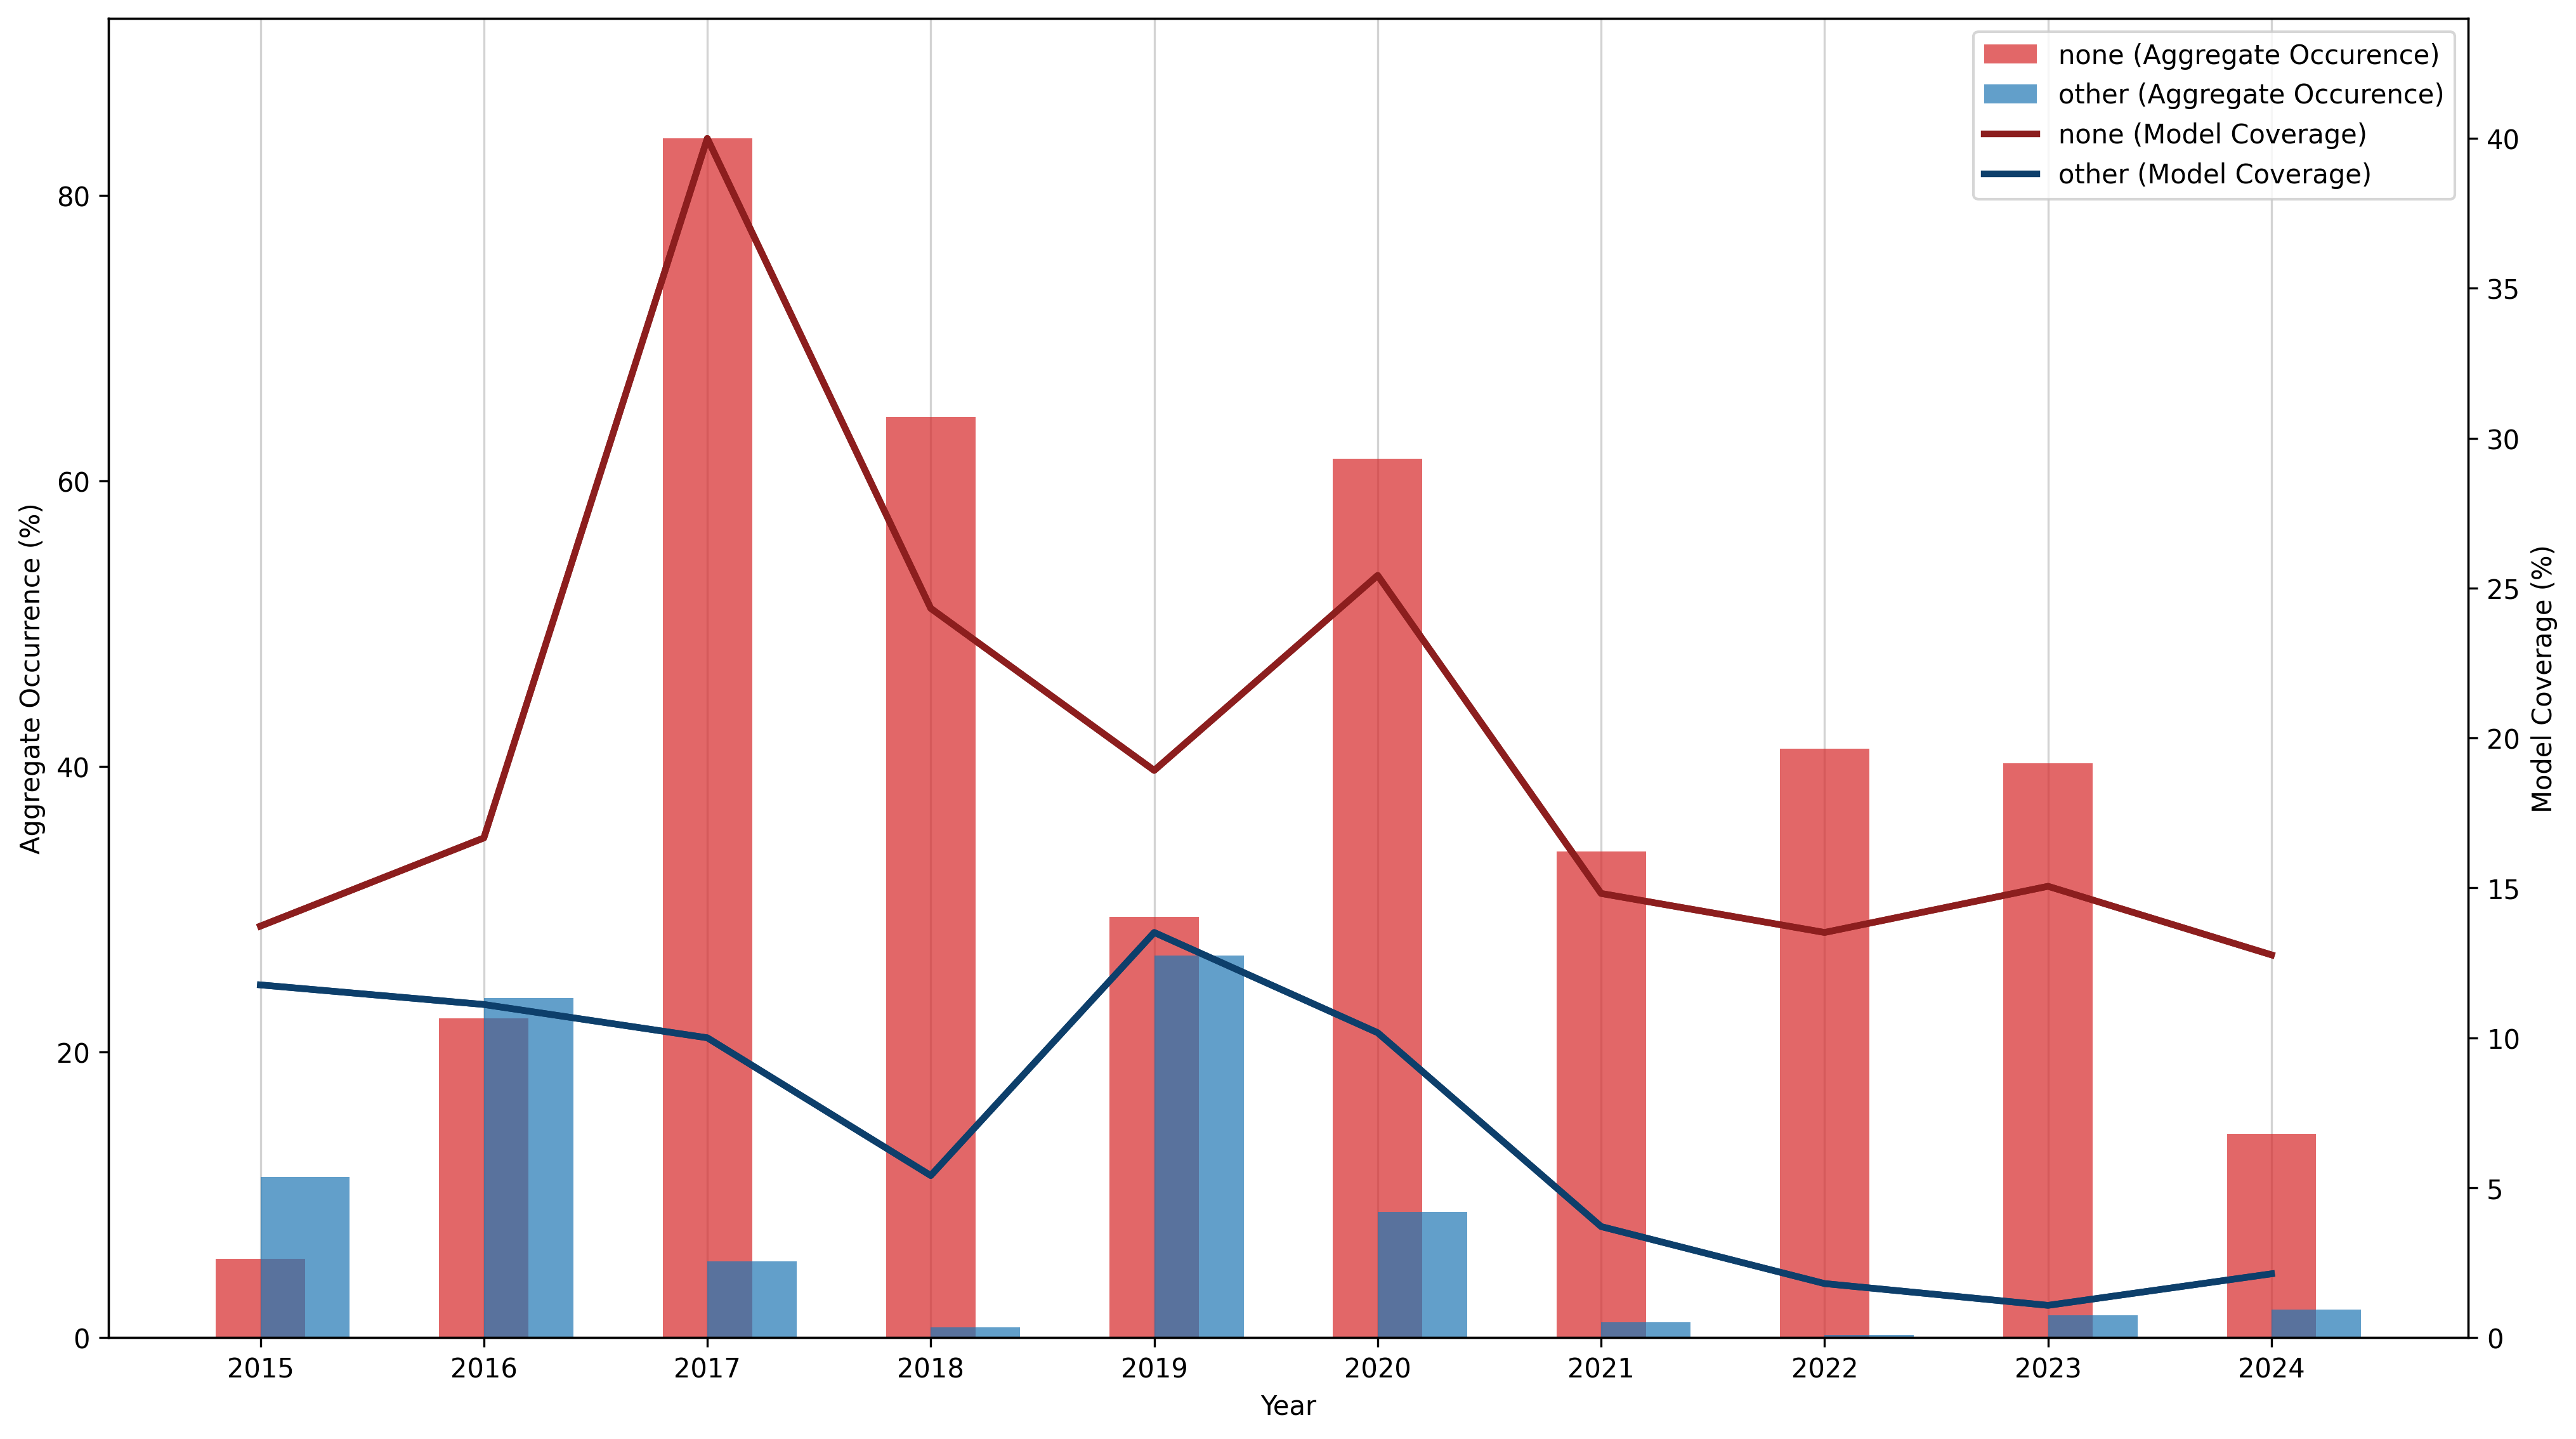 none (Aggregate Occurence)
other (Aggregate Occurence)
none (Model Coverage)
other (Model Coverage)
Aggregate Occurrence (%)
80
60
40
20
0
Model Coverage (%)
40
35
30
25
20
15
10
5
0
2015 2016 2017 2018 2019 2020 2021 2022 2023 2024
Year